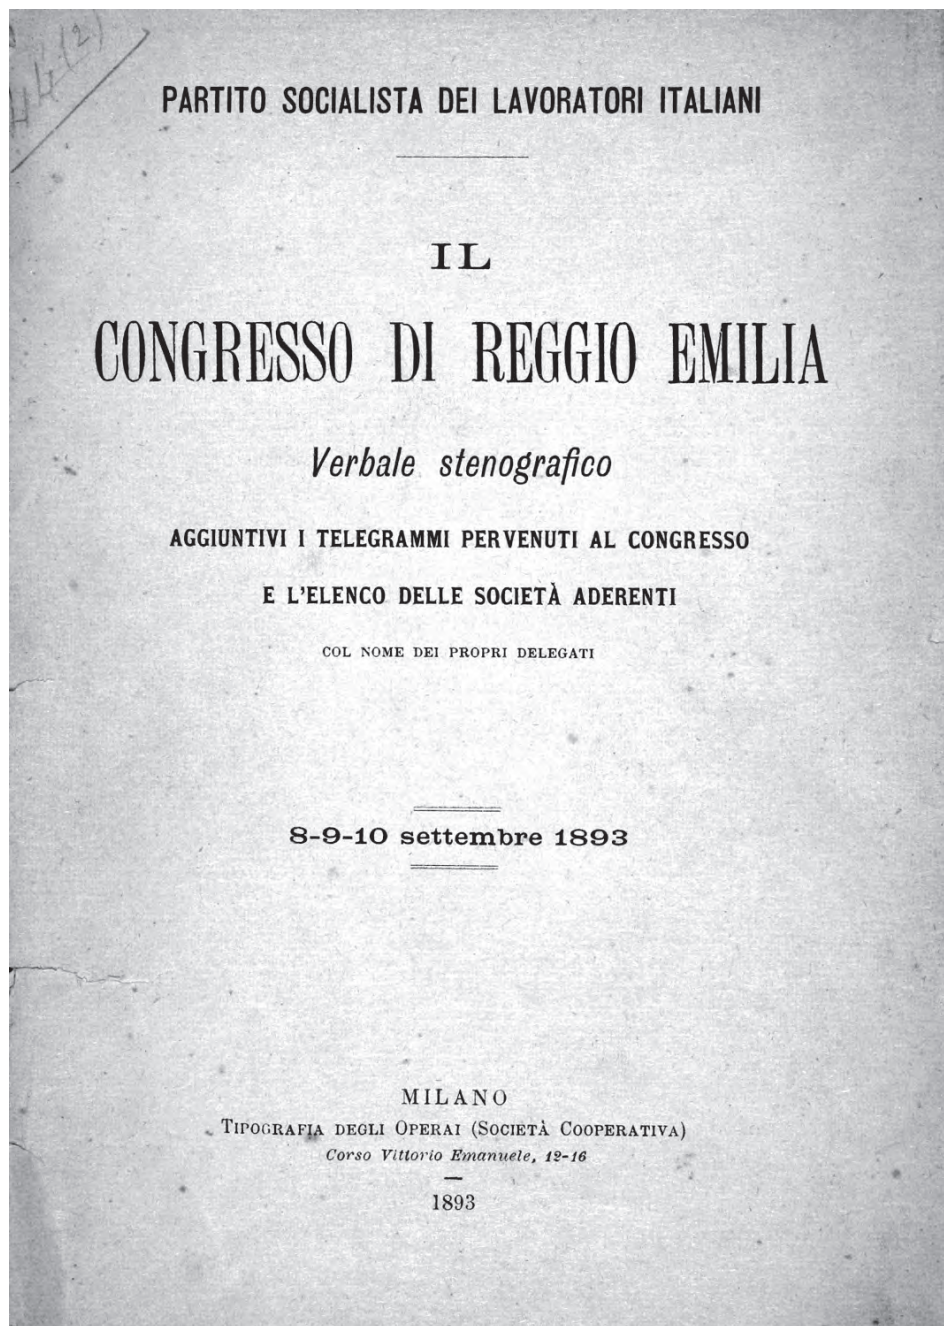 44(2)
PARTITO SOCIALISTA DEI LAVORATORI ITALIANI
IL
CONGRESSO DI REGGIO EMILIA
Verbale stenografico
AGGIUNTIVI I TELEGRAMMI PERVENUTI AL CONGRESSO
E L'ELENCO DELLE SOCIETÀ ADERENTI
COL NOME DEI PROPRI DELEGATI
8-9-10 settembre 1893
MILANO
TIPOGRAFIA DEGLI OPERAI (SOCIETÀ COOPERATIVA)
Corso Vittorio Emanuele, 12-16
1893